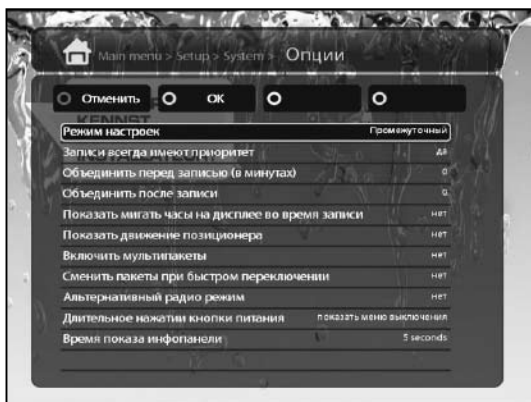 Main menu > Setup > System > Опции
Отменить OK
KENNST
INSTALLATEUR?
Режим настроек Промежуточный
Записи всегда имеют приоритет да
Объединить перед записью (в минутах) 0
Объединить после записи 0
Показать мигать часы на дисплее во время записи нет
Показать движение позиционера нет
Включить мультипакеты нет
Сменить пакеты при быстром переключении нет
Альтернативный радио режим нет
Длительное нажатии кнопки питания показать меню выключения
Время показа инфопанели 5 seconds